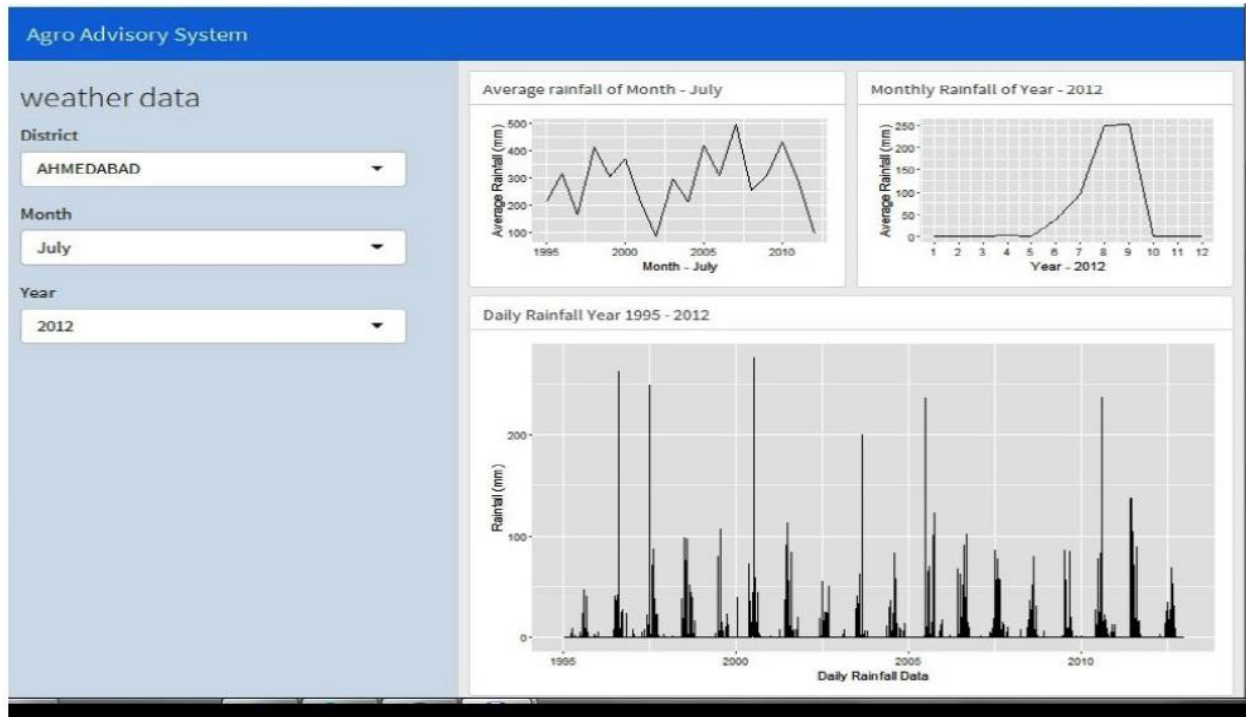 Agro Advisory System
weather data
District
AHMEDABAD
Month
July
Year
2012
Average rainfall of Month - July
Average Rainfall (mm)
500
400
300
200
100
1995 2000 2005 2010
Month - July
Monthly Rainfall of Year - 2012
Average Rainfall (mm)
250
200
150
100
50
0
1 2 3 4 5 6 7 8 9 10 11 12
Year - 2012
Daily Rainfall Year 1995 - 2012
Rainfall (mm)
200
100
0
1995 2000 2005 2010
Daily Rainfall Data